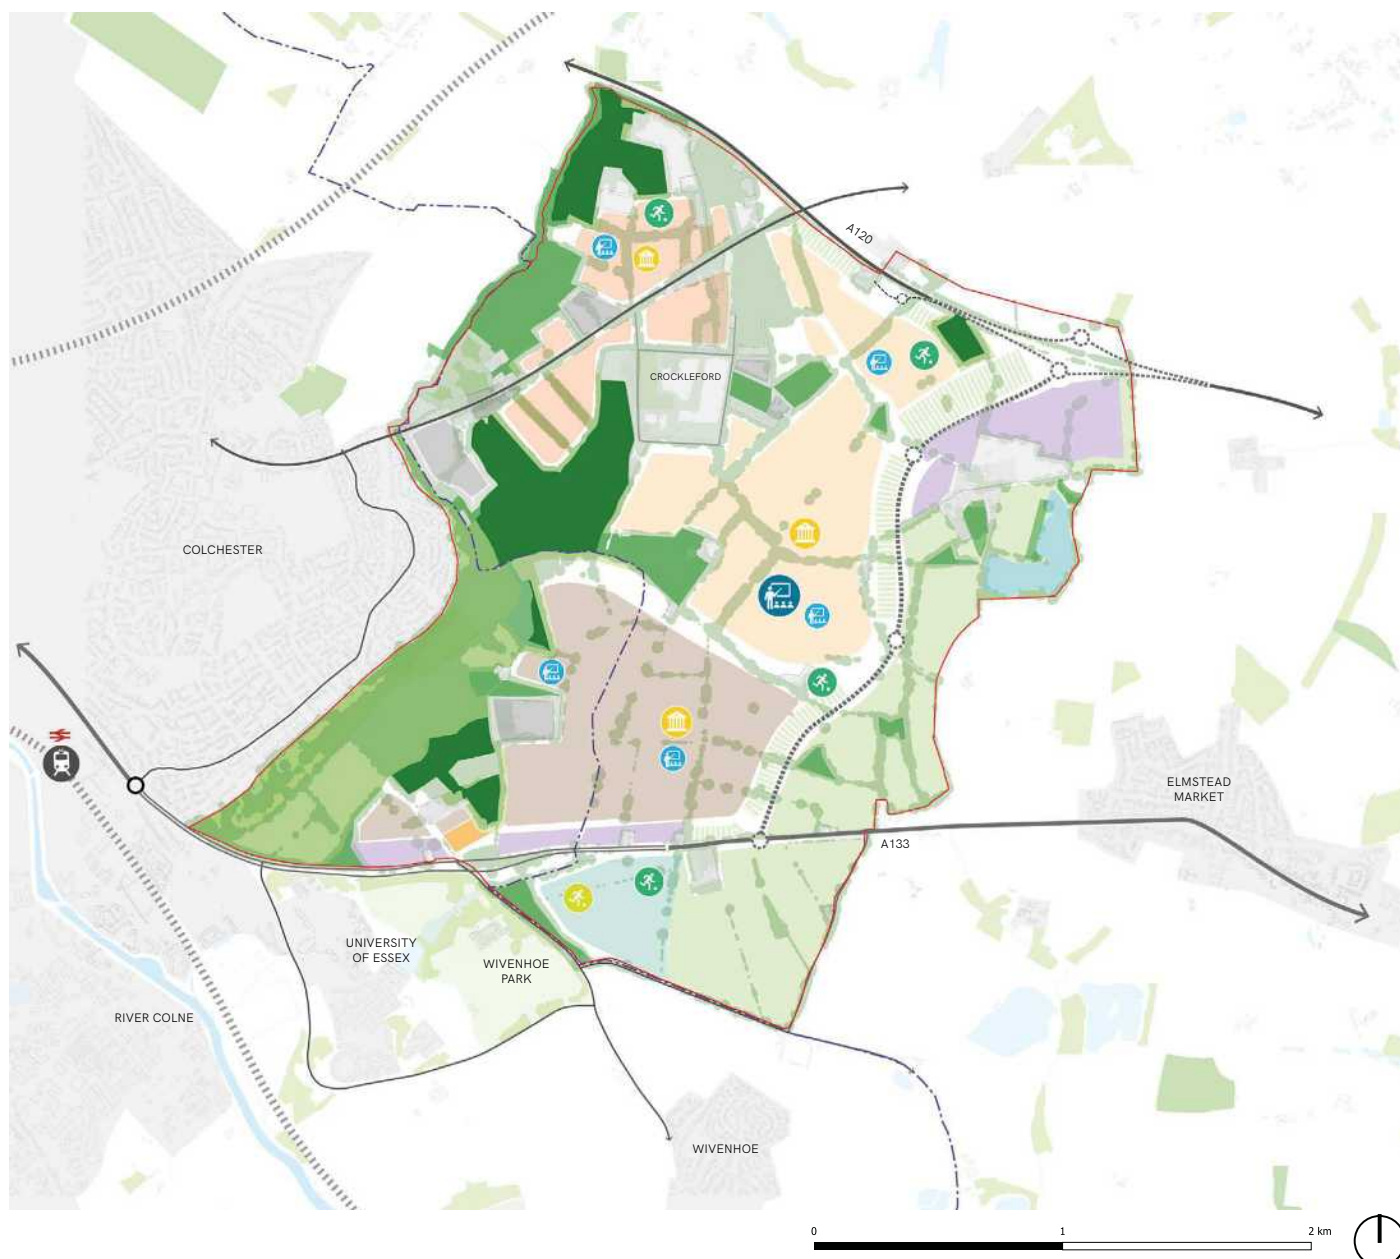 A120
CROCKLEFORD
COLCHESTER
ELMSTEAD
MARKET
A133
UNIVERSITY
OF ESSEX
WIVENHOE
PARK
RIVER COLNE
WIVENHOE
0
1
2 km